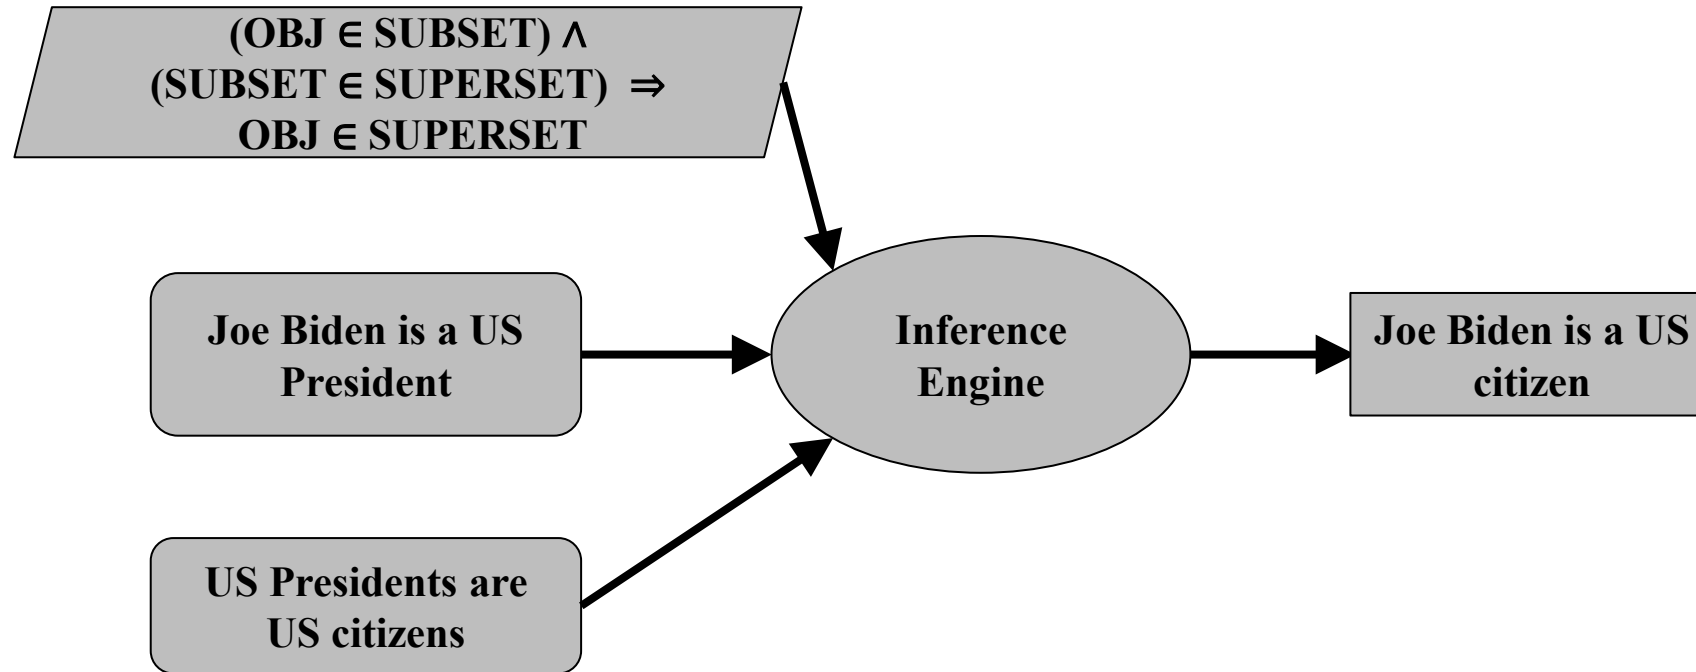 (OBJ ∈ SUBSET) ∧
(SUBSET ∈ SUPERSET) ⇒
OBJ ∈ SUPERSET
Joe Biden is a US
President
Inference
Engine
Joe Biden is a US
citizen
US Presidents are
US citizens